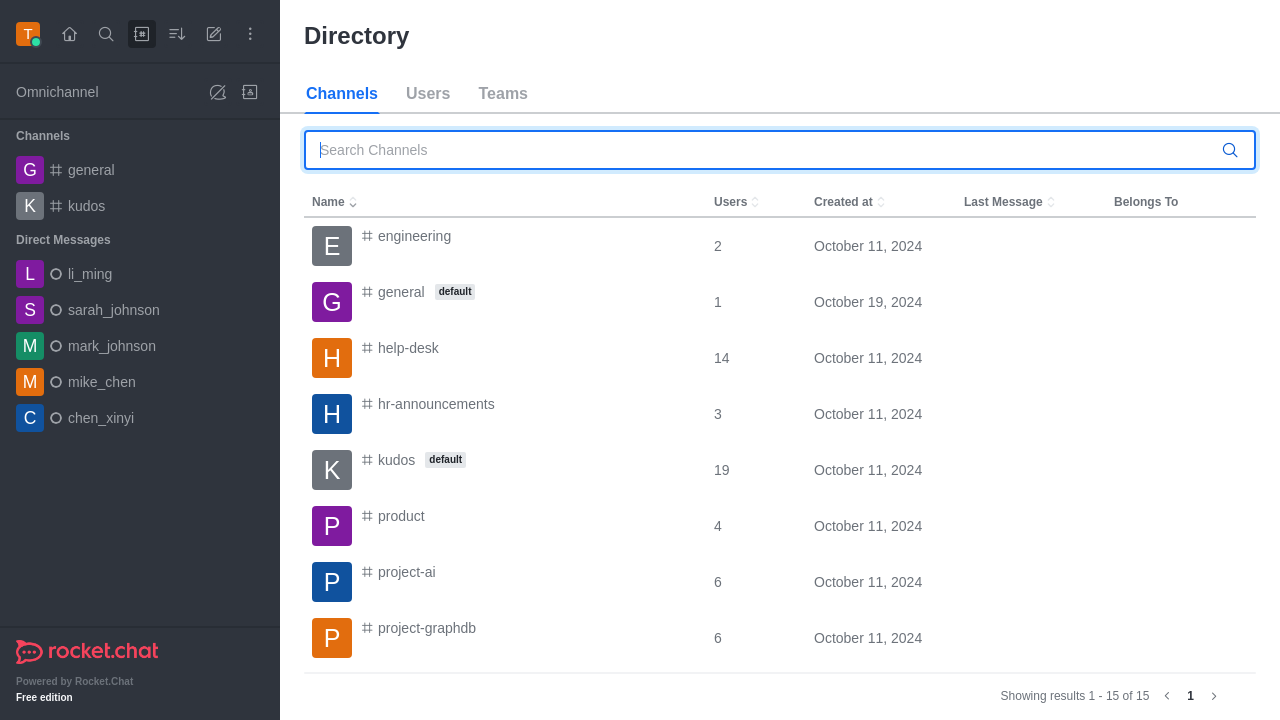 T
Omnichannel
Channels
G general
K kudos
Direct Messages
L li_ming
S sarah_johnson
M mark_johnson
M mike_chen
C chen_xinyi
rocket.chat
Powered by Rocket.Chat
Free edition
Directory
Channels Users Teams
Search Channels
Name Users Created at Last Message Belongs To
E engineering 2 October 11, 2024
G general default 1 October 19, 2024
H help-desk 14 October 11, 2024
H hr-announcements 3 October 11, 2024
K kudos default 19 October 11, 2024
P product 4 October 11, 2024
P project-ai 6 October 11, 2024
P project-graphdb 6 October 11, 2024
Showing results 1 - 15 of 15 1